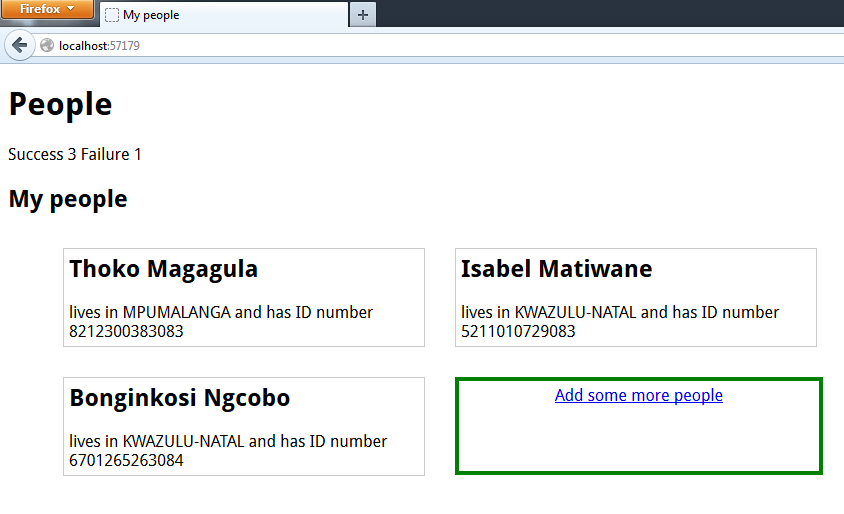 Firefox
My people
localhost:57179
People
Success 3 Failure 1
My people
Thoko Magagula
lives in MPUMALANGA and has ID number
8212300383083
Isabel Matiwane
lives in KWAZULU-NATAL and has ID number
5211010729083
Bonginkosi Ngcobo
lives in KWAZULU-NATAL and has ID number
6701265263084
Add some more people